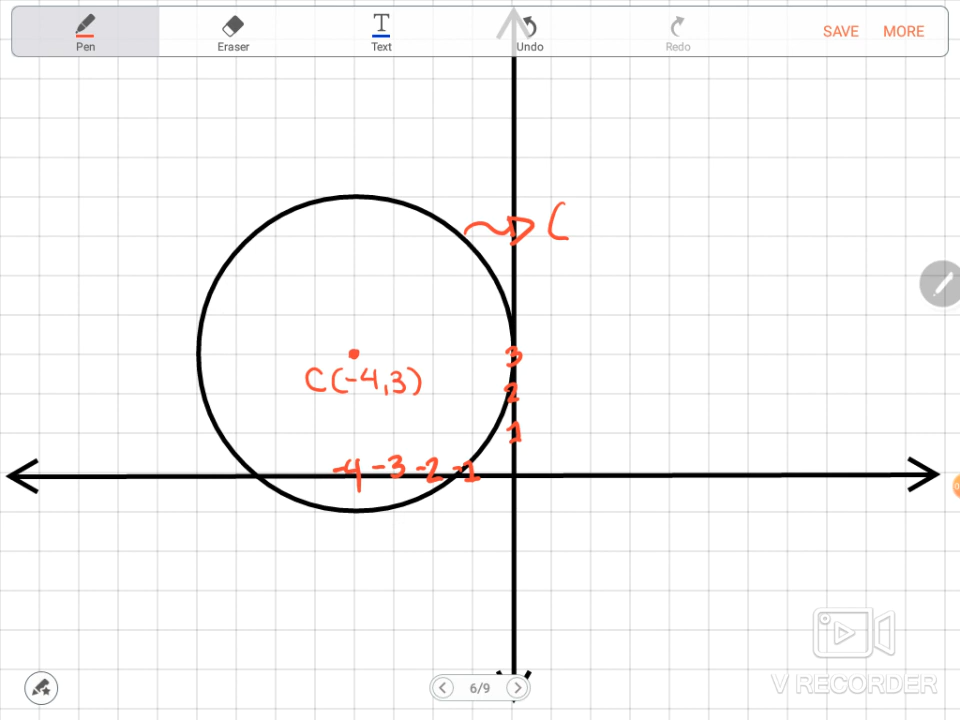 Pen Eraser T Text Undo Redo SAVE MORE
C
3
C(-4,3)
2
1
-4 -3 -2 -1
6/9
V RECORDER